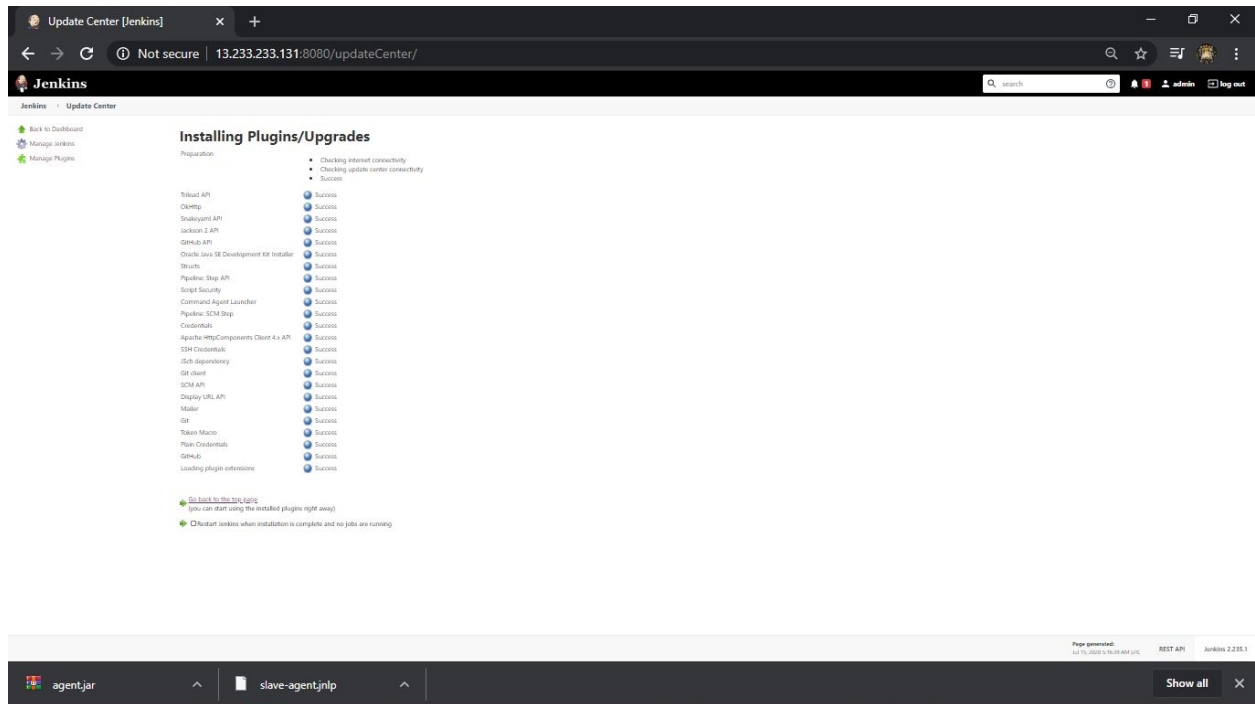 Update Center [Jenkins]
Not secure | 13.233.233.131:8080/updateCenter/
Jenkins
search
1
admin
log out
Jenkins
Update Center
Back to Dashboard
Manage Jenkins
Manage Plugins
Installing Plugins/Upgrades
Preparation
Checking internet connectivity
Checking update center connectivity
Success
Trilead API Success
OkHttp Success
Snakeyaml API Success
Jackson 2 API Success
GitHub API Success
Oracle Java SE Development Kit Installer Success
Structs Success
Pipeline: Step API Success
Script Security Success
Command Agent Launcher Success
Pipeline: SCM Step Success
Credentials Success
Apache HttpComponents Client 4.x API Success
SSH Credentials Success
JSch dependency Success
Git client Success
SCM API Success
Display URL API Success
Mailer Success
Git Success
Token Macro Success
Plain Credentials Success
GitHub Success
Loading plugin extensions Success
Go back to the top page
(you can start using the installed plugins right away)
Restart Jenkins when installation is complete and no jobs are running
Page generated:
Jul 15, 2020 AM UTC
REST API
Jenkins 2.235.1
agent.jar
slave-agent.jnlp
Show all